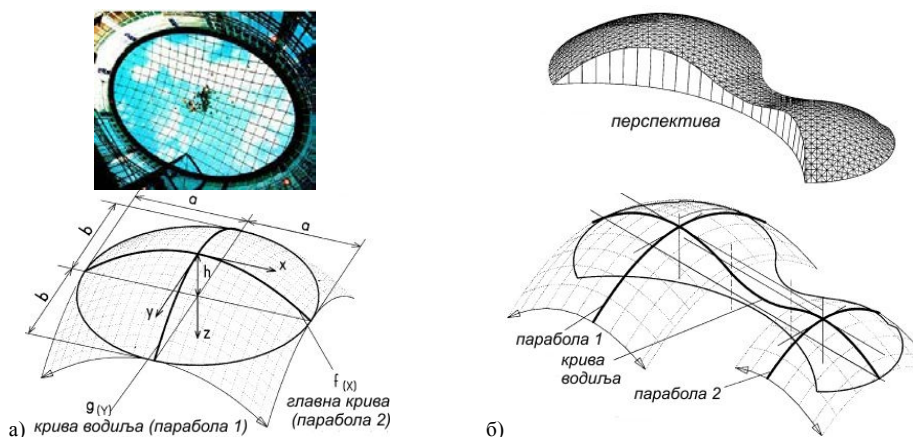 перспектива
a
a
b
b
h
x
y
z
парабола 1
крива
водиља
парабола 2
f (X)
главна крива
(парабола 2)
g(Y)
крива водиља (парабола 1)
а)
б)